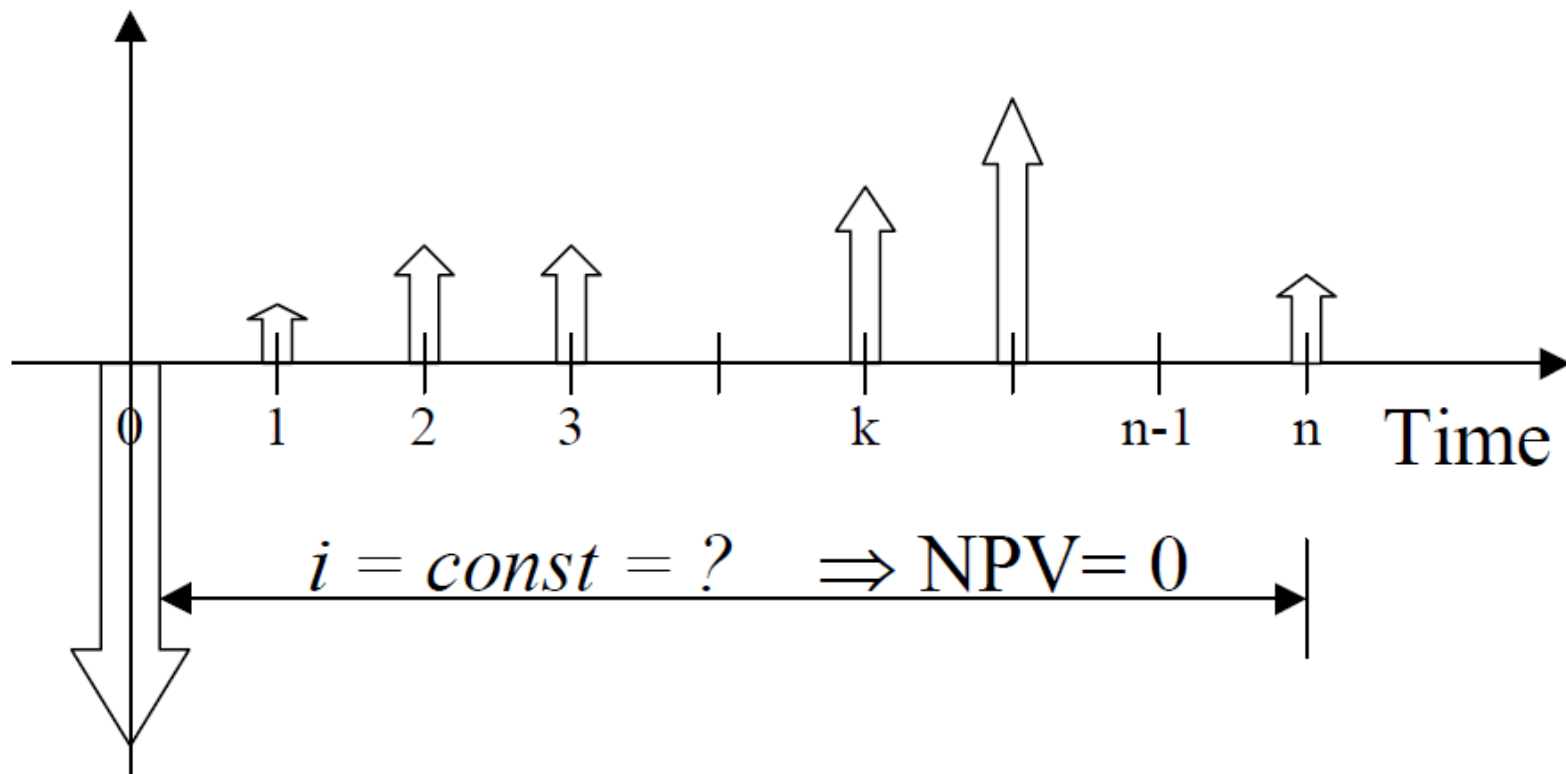 0 1 2 3 k n-1 n Time
i = const = ? ⇒ NPV= 0